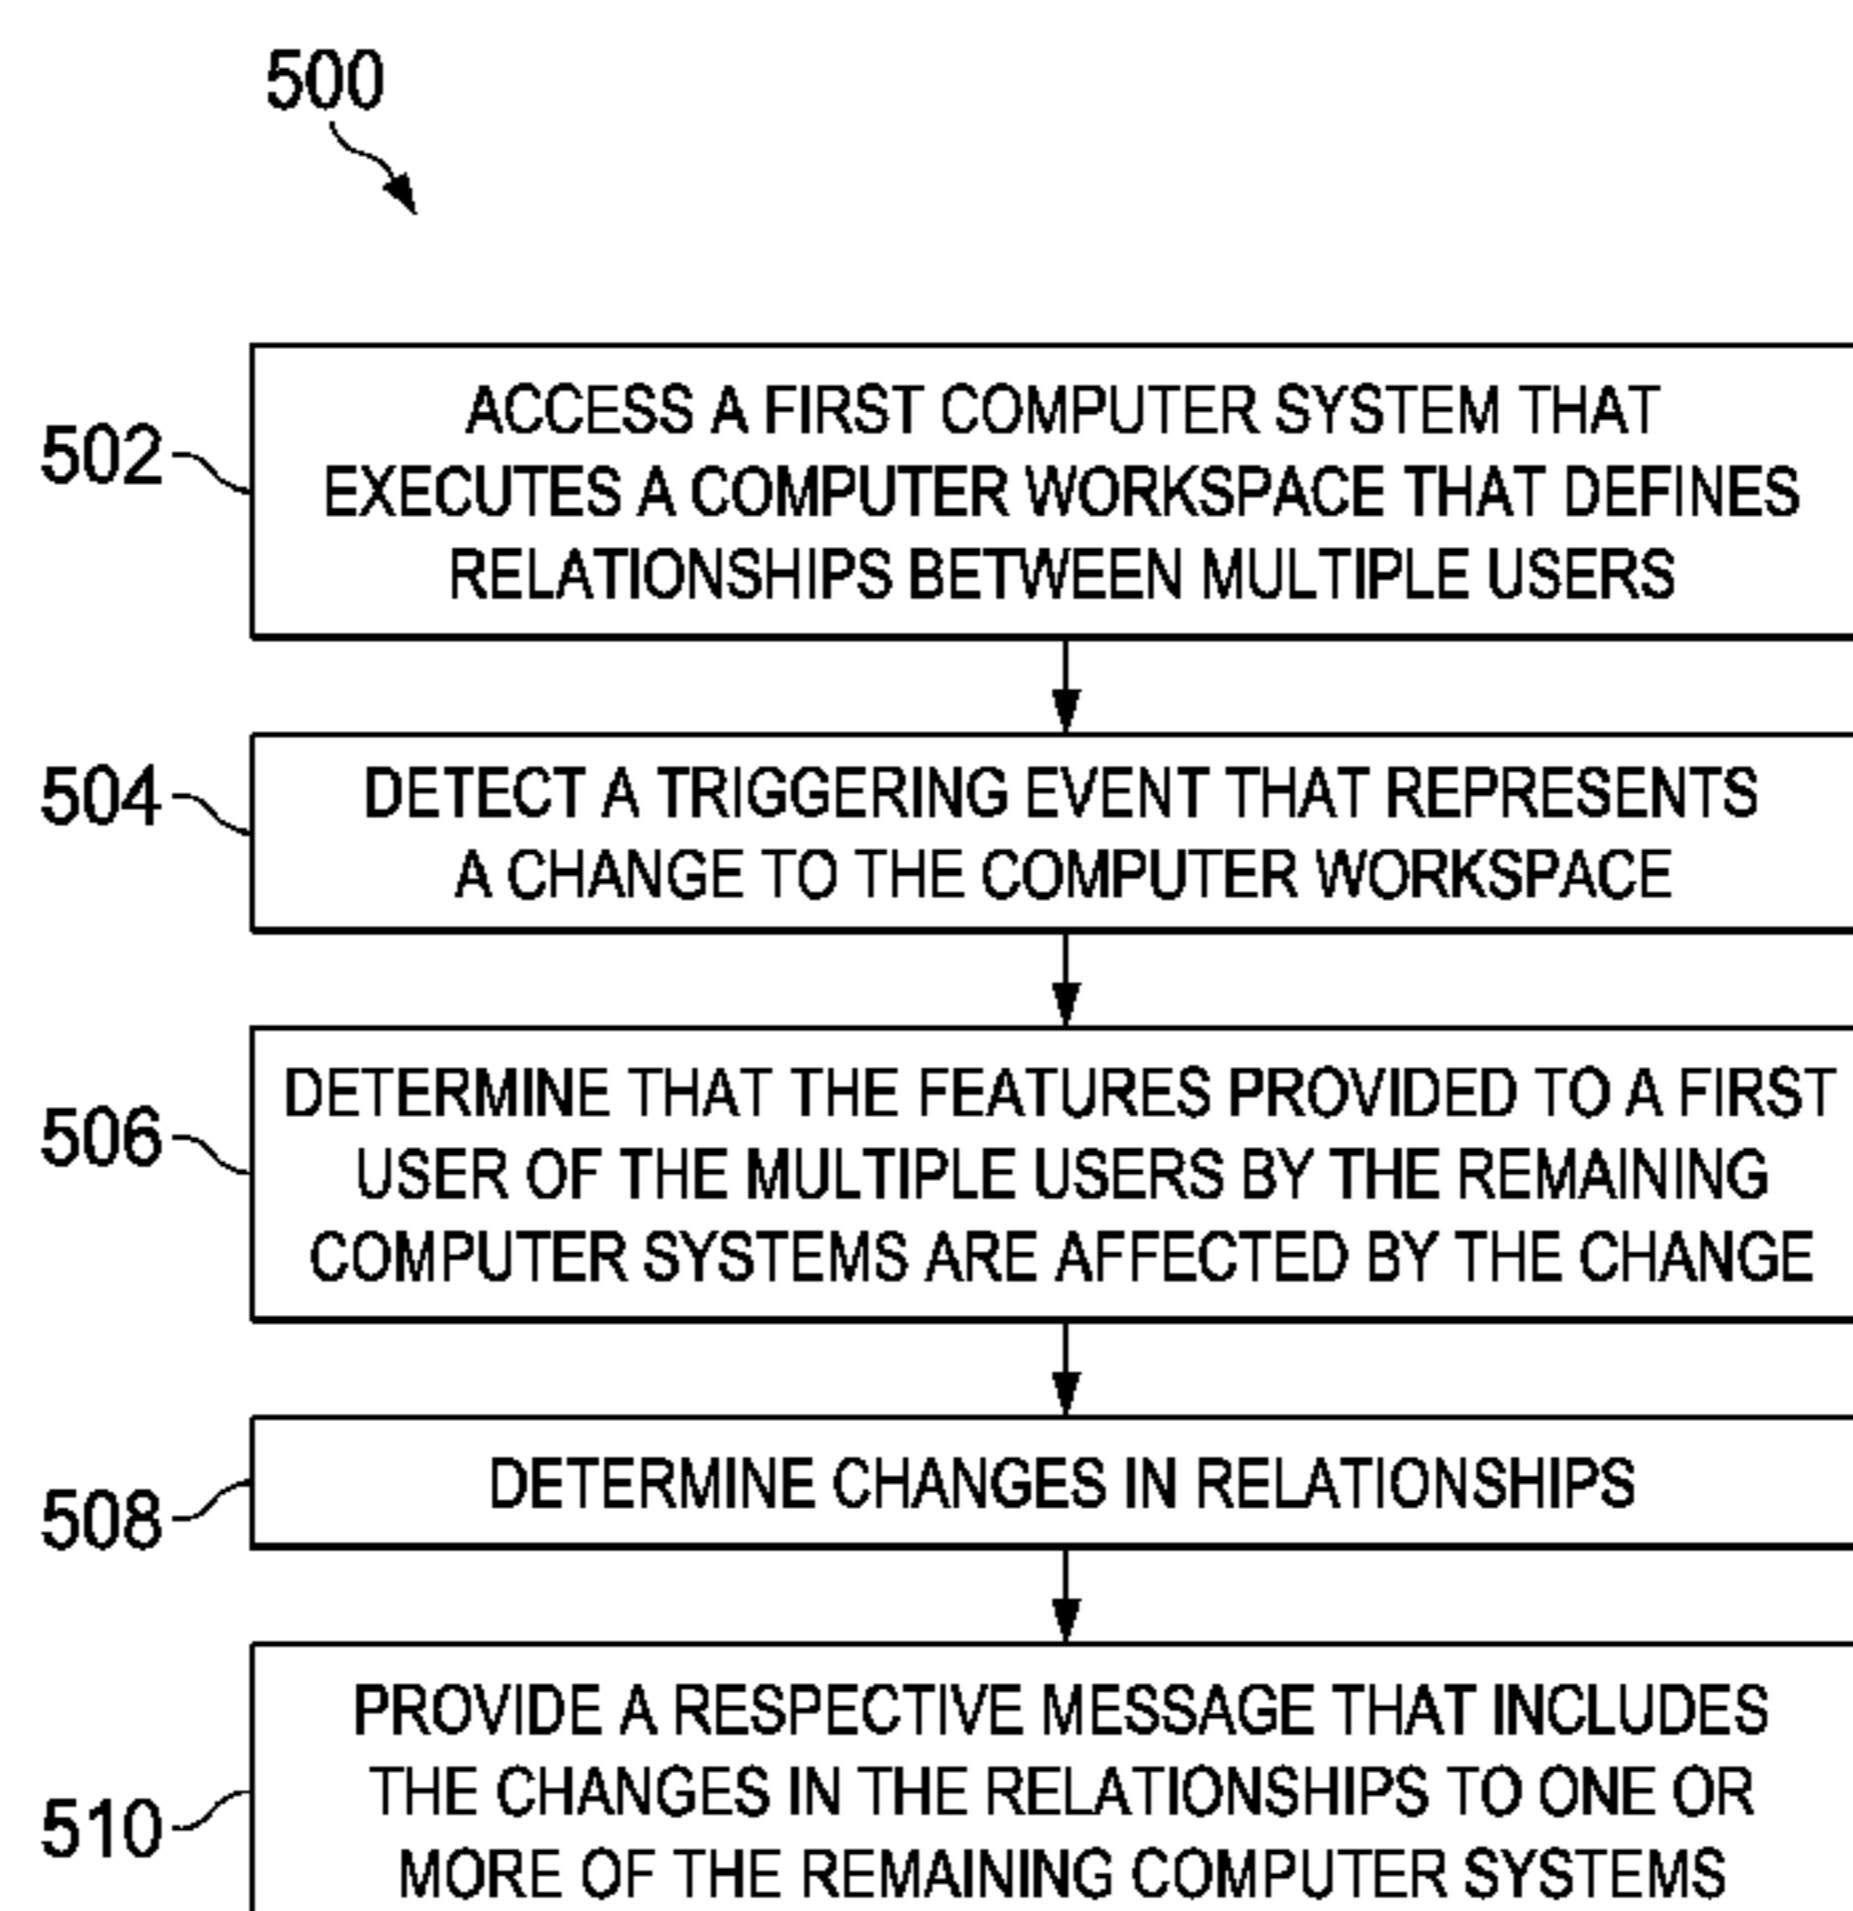 500
502
ACCESS A FIRST COMPUTER SYSTEM THAT
EXECUTES A COMPUTER WORKSPACE THAT DEFINES
RELATIONSHIPS BETWEEN MULTIPLE USERS
504
DETECT A TRIGGERING EVENT THAT REPRESENTS
A CHANGE TO THE COMPUTER WORKSPACE
506
DETERMINE THAT THE FEATURES PROVIDED TO A FIRST
USER OF THE MULTIPLE USERS BY THE REMAINING
COMPUTER SYSTEMS ARE AFFECTED BY THE CHANGE
508
DETERMINE CHANGES IN RELATIONSHIPS
510
PROVIDE A RESPECTIVE MESSAGE THAT INCLUDES
THE CHANGES IN THE RELATIONSHIPS TO ONE OR
MORE OF THE REMAINING COMPUTER SYSTEMS